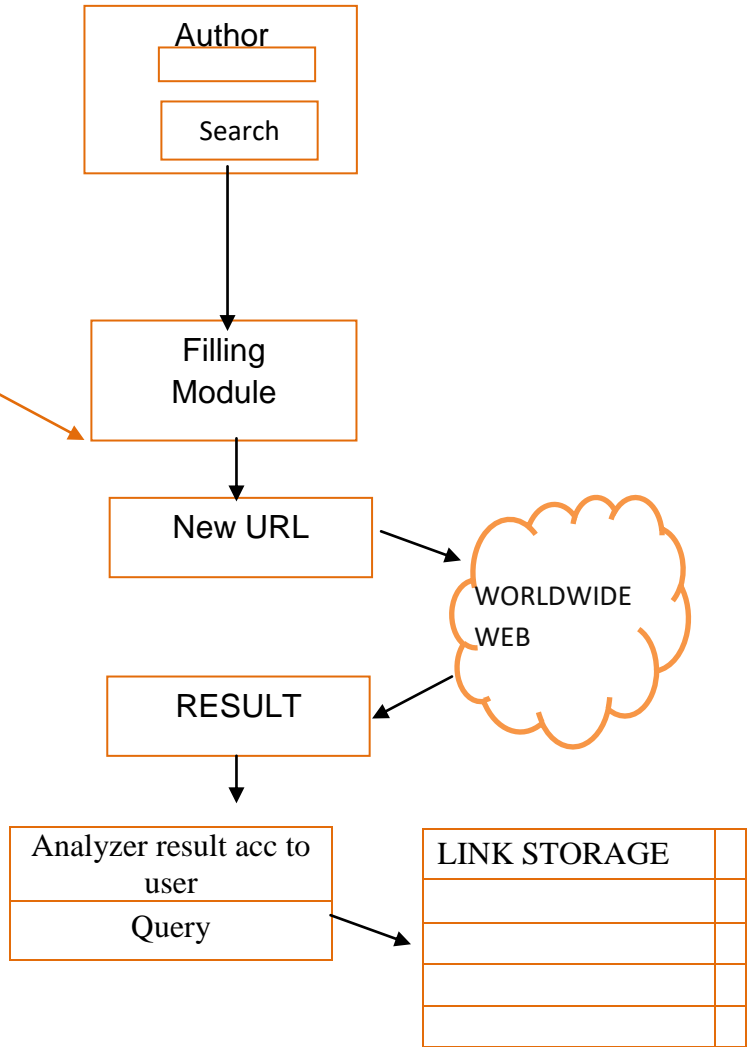 Author
Search
Filling
Module
New URL
WORLDWIDE
WEB
RESULT
Analyzer result acc to
user
Query
LINK STORAGE